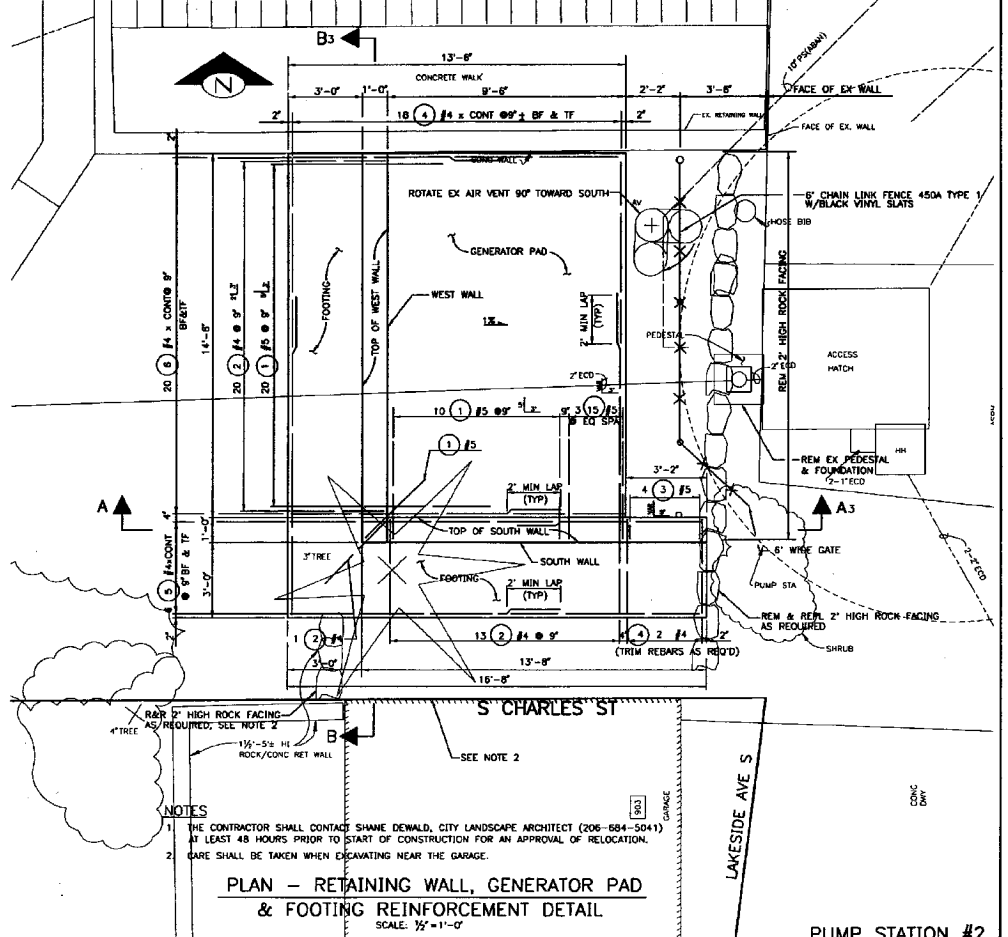 B3
13'-6"
CONCRETE WALK
3'-0"
1'-0"
9'-6"
2'-2"
3'-6"
10" PS(ABAN)
FACE OF EX WALL
2"
18 4 #4 x CONT @9"± BF & TF
2"
EX. RETAINING WALL
FACE OF EX. WALL
N
2"
CONC WALL
ROTATE EX AIR VENT 90° TOWARD SOUTH
AV
6' CHAIN LINK FENCE 450A TYPE 1
W/BLACK VINYL SLATS
HOSE BIB
GENERATOR PAD
FOOTING
TOP OF WEST WALL
WEST WALL
20 6 #4 x CONT@ 9"
BF&TF
14'-6"
20 2 #4 @ 9"
20 1 #5 @ 9"
2' MIN LAP
(TYP)
REM 2' HIGH ROCK FACING
PEDESTAL
ACCESS
HATCH
2"ECD
2" ECD
10 1 #5 @9"
9"
3 15 #5
@ EQ SPA
1 #5
HH
REM EX PEDESTAL
& FOUNDATION
2-1"ECD
3'-2"
4 3 #5
2' MIN LAP
(TYP)
A
A3
4"
1'-0"
TOP OF SOUTH WALL
SOUTH WALL
6' WIDE GATE
3"TREE
5 #4xCONT
@ 9"BF & TF
3'-0"
FOOTING
2' MIN LAP
(TYP)
PUMP STA
2-2"ECD
REM & REPL 2' HIGH ROCK FACING
AS REQUIRED
SHRUB
2"
1 2 #4
13 2 #4 @ 9"
4"
4 2 #4
2"
(TRIM REBARS AS REQ'D)
3'-0"
13'-8"
16'-8"
S CHARLES ST
R&R 2' HIGH ROCK FACING
AS REQUIRED, SEE NOTE 2
4"TREE
B
1½'-5'± HI
ROCK/CONC RET WALL
SEE NOTE 2
LAKESIDE AVE S
903
GARAGE
CONC
DWY
NOTES
1. THE CONTRACTOR SHALL CONTACT SHANE DEWALD, CITY LANDSCAPE ARCHITECT (206-684-5041)
AT LEAST 48 HOURS PRIOR TO START OF CONSTRUCTION FOR AN APPROVAL OF RELOCATION.
2. CARE SHALL BE TAKEN WHEN EXCAVATING NEAR THE GARAGE.
PLAN - RETAINING WALL, GENERATOR PAD
& FOOTING REINFORCEMENT DETAIL
SCALE: ½"=1'-0"
PUMP STATION #2